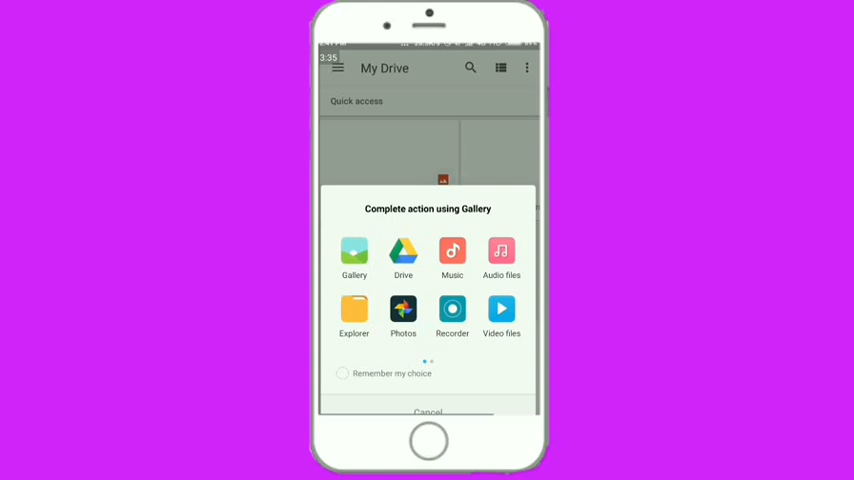 3:35
My Drive
Quick access
Complete action using Gallery
Gallery Drive Music Audio files
Explorer Photos Recorder Video files
Remember my choice
Cancel